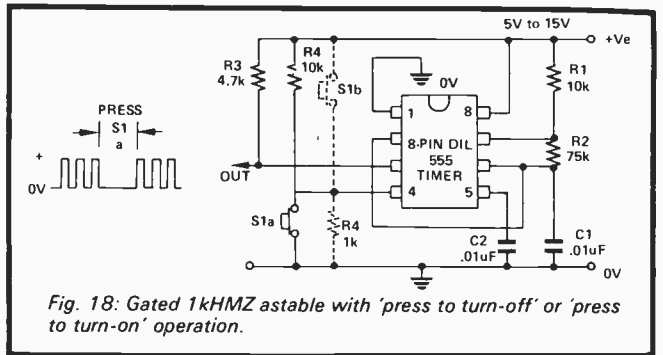 5V to 15V
+Ve
R3
4.7k
R4
10k
S1b
0V
R1
10k
PRESS
S1
a
1
8
8-PIN DIL
555
TIMER
R2
75k
+
0V
OUT
4
5
S1a
R4
1k
C2
.01uF
C1
.01uF
0V
Fig. 18: Gated 1kHMZ astable with 'press to turn-off' or 'press
to turn-on' operation.